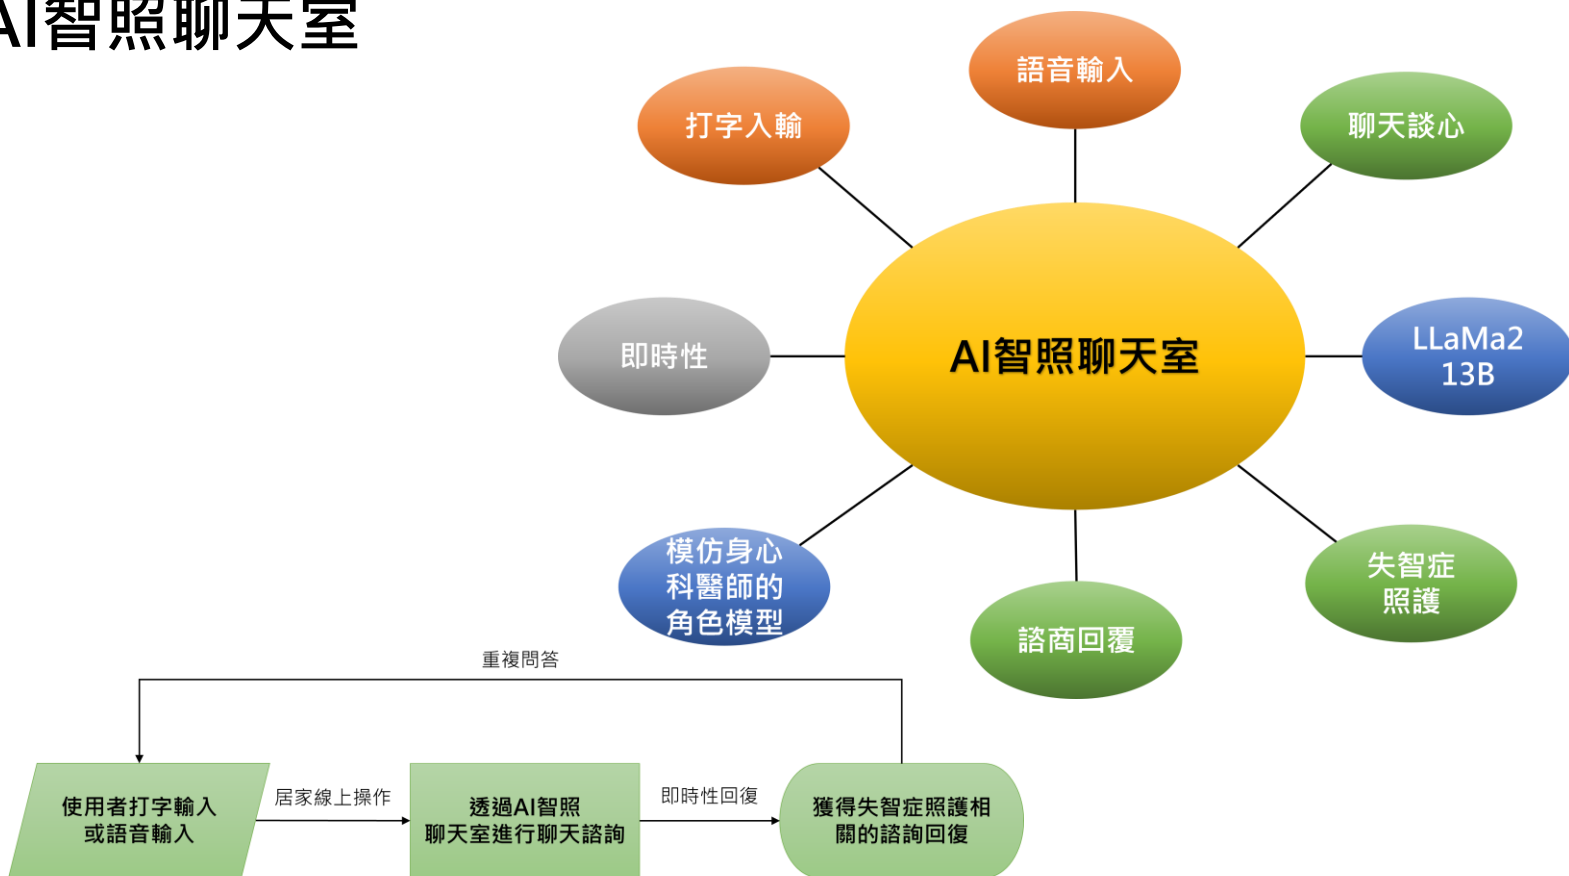 AI智照聊天室
語音輸入
打字入輸
聊天談心
即時性
AI智照聊天室
LLaMa2
13B
模仿身心
科醫師的
角色模型
諮商回覆
失智症
照護
重複問答
使用者打字輸入
或語音輸入
居家線上操作
透過AI智照
聊天室進行聊天諮詢
即時性回復
獲得失智症照護相
關的諮詢回復